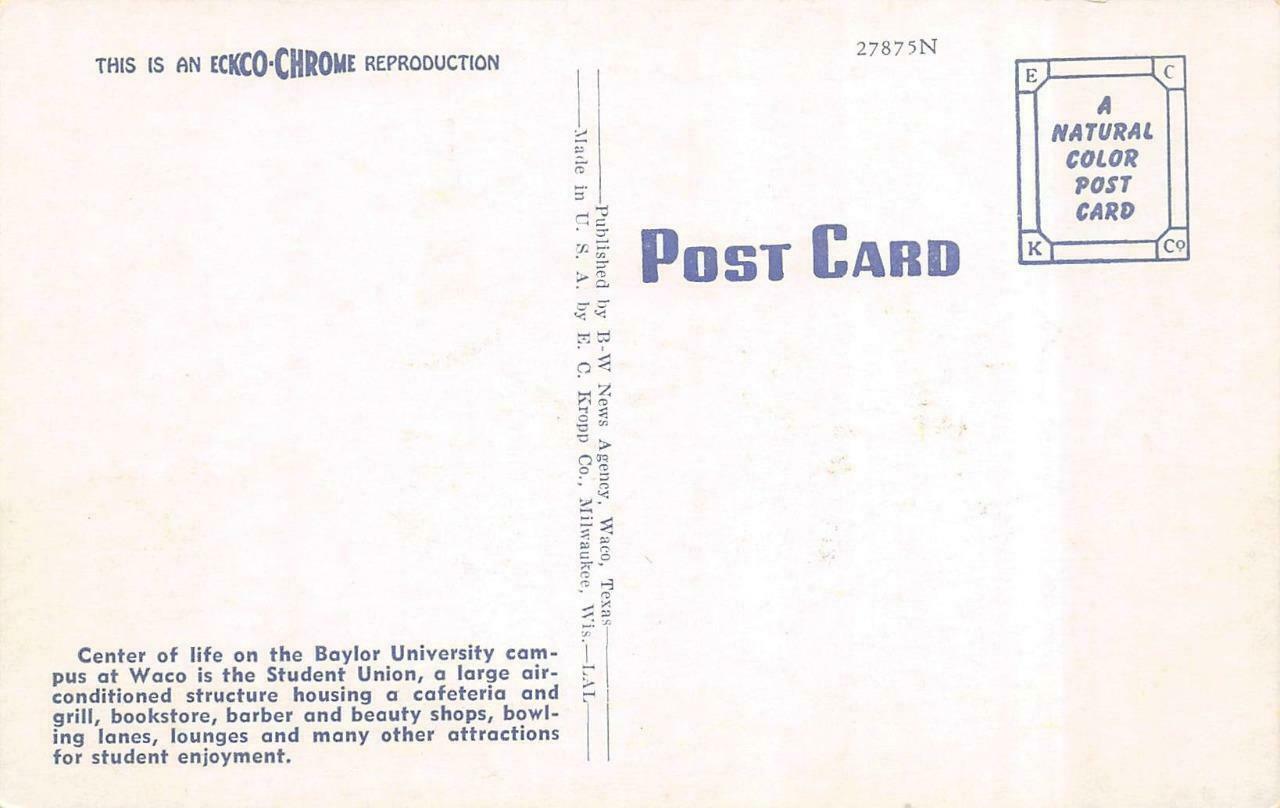 THIS IS AN ECKCO-CHROME REPRODUCTION
27875N
E
C
A
NATURAL
COLOR
POST
CARD
K
Co
POST CARD
Published by B-W News Agency, Waco, Texas
Made in U. S. A. by E. C. Kropp Co., Milwaukee, Wis.—LAL
Center of life on the Baylor University cam-
pus at Waco is the Student Union, a large air-
conditioned structure housing a cafeteria and
grill, bookstore, barber and beauty shops, bowl-
ing lanes, lounges and many other attractions
for student enjoyment.